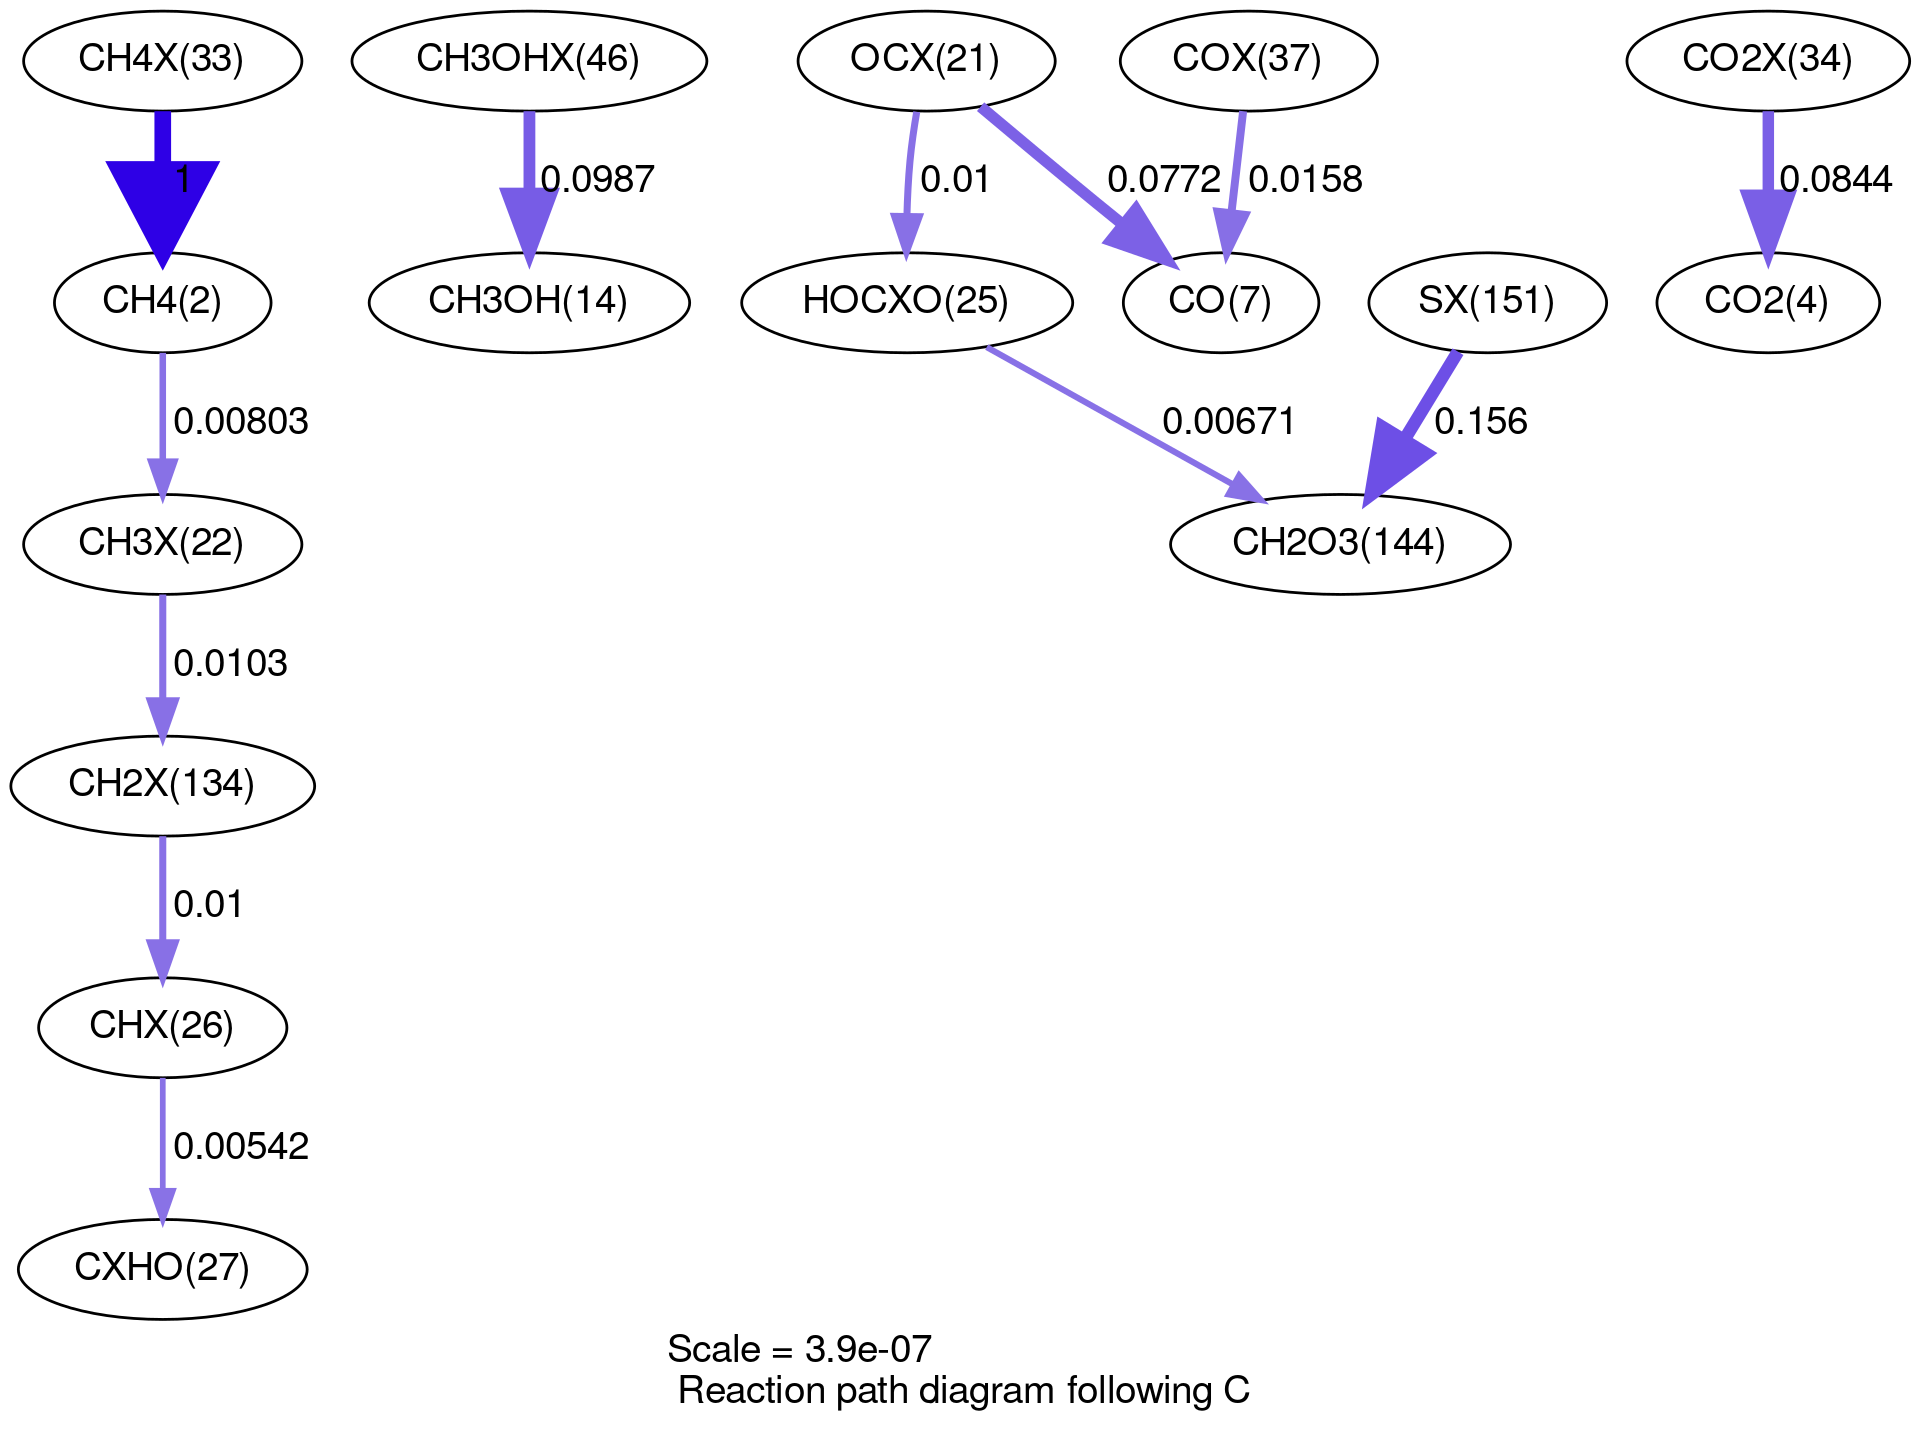 CH4X(33)
CH3OHX(46)
OCX(21)
COX(37)
CO2X(34)
1
0.0987
0.01
0.0772
0.0158
0.0844
CH4(2)
CH3OH(14)
HOCXO(25)
CO(7)
SX(151)
CO2(4)
0.00803
0.00671
0.156
CH3X(22)
CH2O3(144)
0.0103
CH2X(134)
0.01
CHX(26)
0.00542
CXHO(27)
Scale = 3.9e-07
Reaction path diagram following C